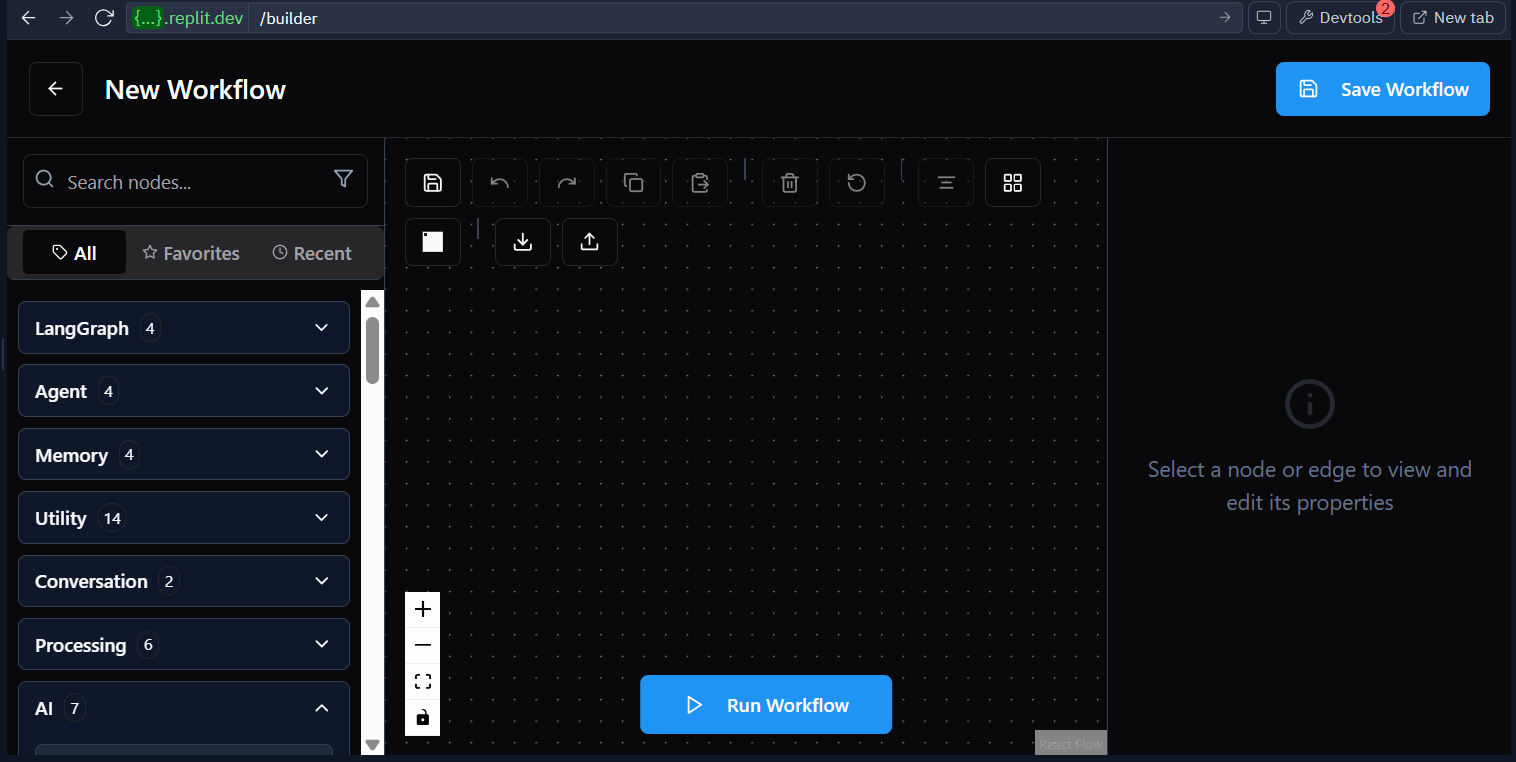 {...}.replit.dev /builder
Devtools 2
New tab
New Workflow
Save Workflow
Search nodes...
All
Favorites
Recent
LangGraph 4
Agent 4
Memory 4
Utility 14
Conversation 2
Processing 6
AI 7
Run Workflow
React Flow
Select a node or edge to view and
edit its properties